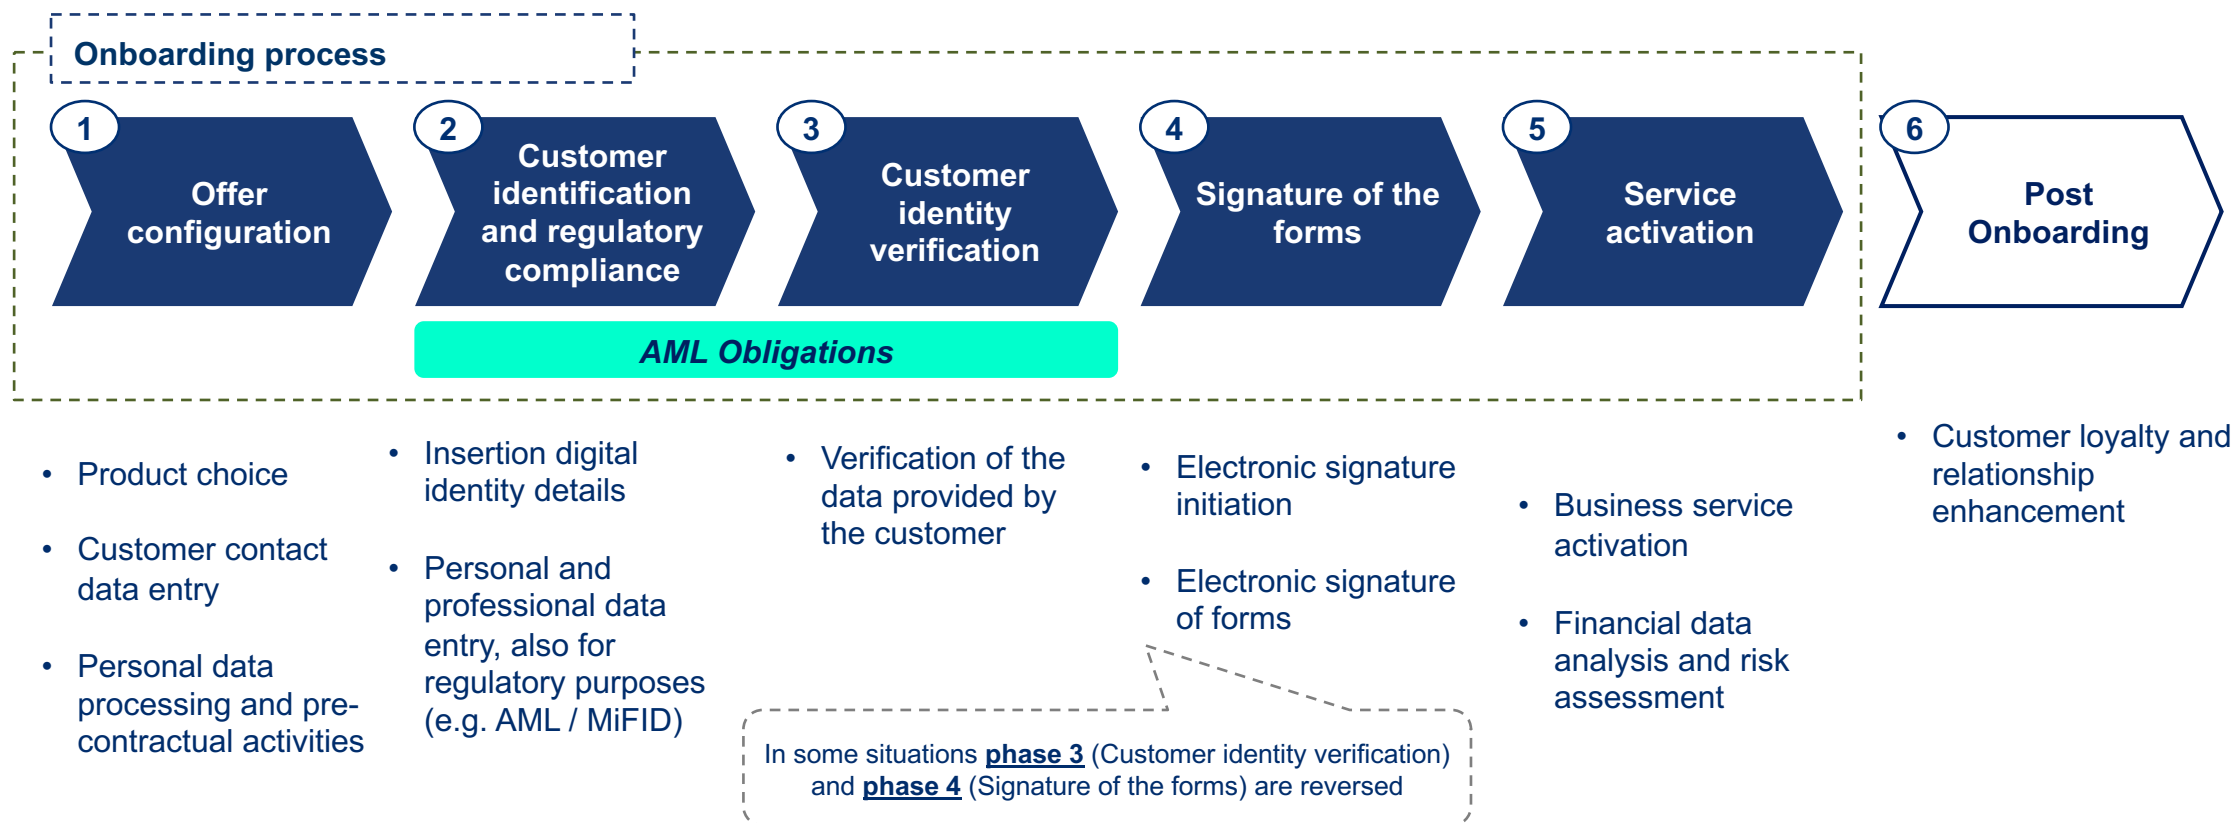 Onboarding process
1
Offer
configuration
2
Customer
identification
and regulatory
compliance
3
Customer
identity
verification
4
Signature of the
forms
5
Service
activation
6
Post
Onboarding
AML Obligations
• Product choice
• Customer contact
data entry
• Personal data
processing and pre-
contractual activities
• Insertion digital
identity details
• Personal and
professional data
entry, also for
regulatory purposes
(e.g. AML / MiFID)
• Verification of the
data provided by
the customer
• Electronic signature
initiation
• Electronic signature
of forms
• Business service
activation
• Financial data
analysis and risk
assessment
• Customer loyalty and
relationship
enhancement
In some situations phase 3 (Customer identity verification)
and phase 4 (Signature of the forms) are reversed